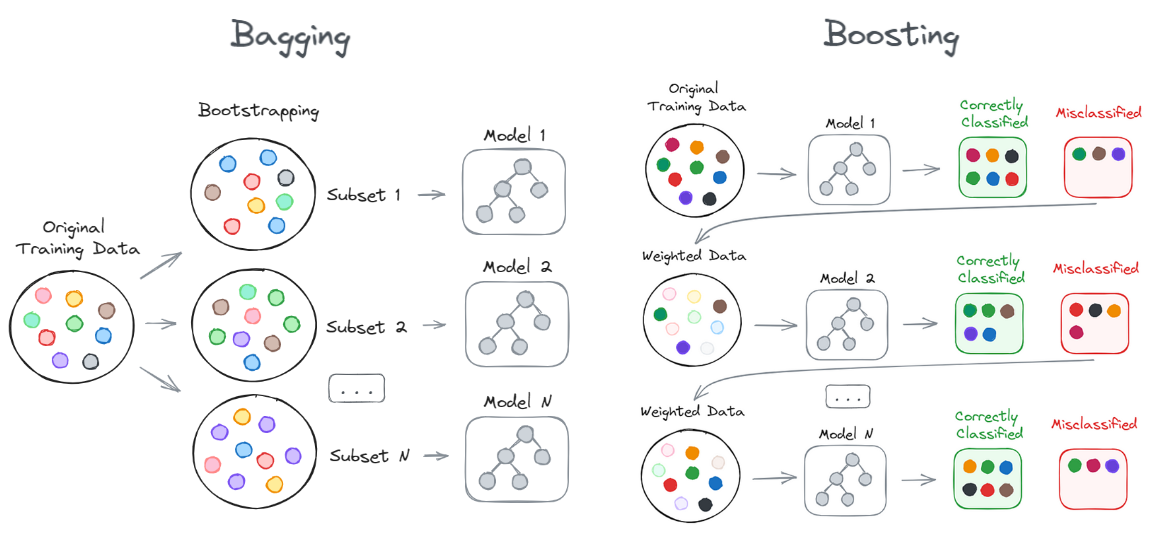 Bagging
Bootstrapping
Original
Training Data
Subset 1
Model 1
Subset 2
Model 2
. . .
Subset N
Model N
Boosting
Original
Training Data
Model 1
Correctly
Classified
Misclassified
Weighted Data
Model 2
Correctly
Classified
Misclassified
. . .
Weighted Data
Model N
Correctly
Classified
Misclassified